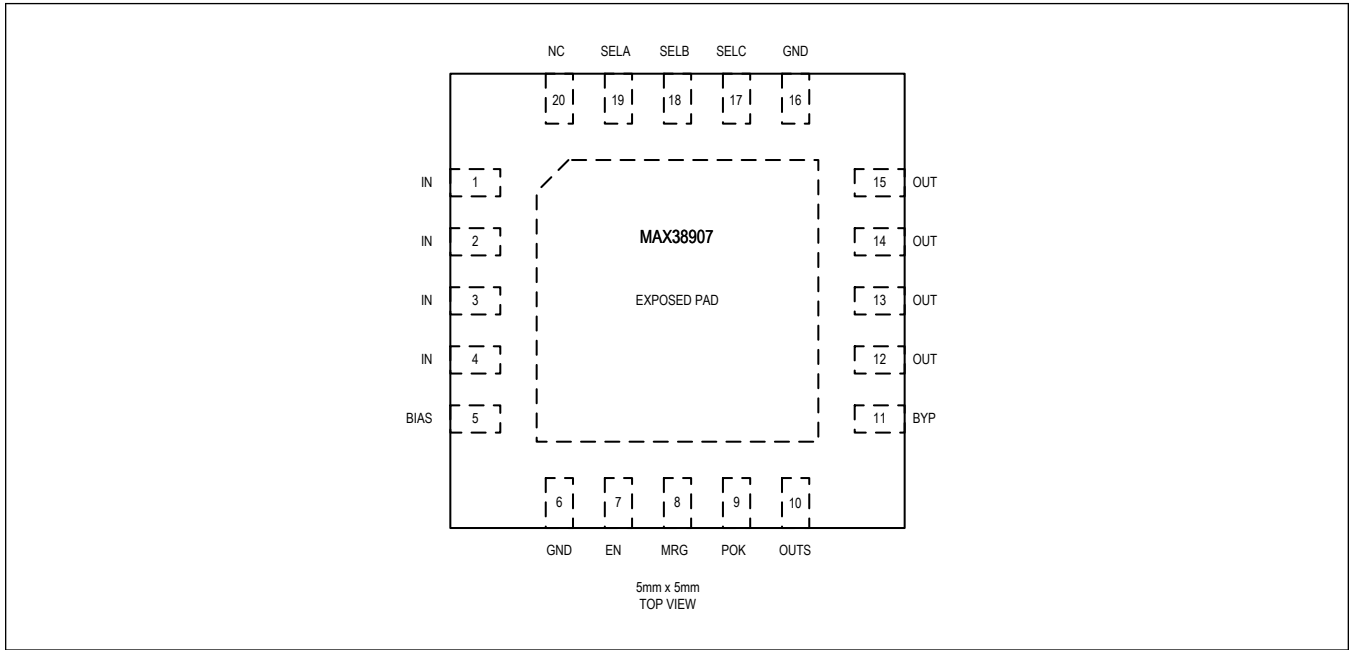 NC SELA SELB SELC GND
20 19 18 17 16
IN 1 15 OUT
IN 2 MAX38907 14 OUT
IN 3 EXPOSED PAD 13 OUT
IN 4 12 OUT
BIAS 5 11 BYP
6 7 8 9 10
GND EN MRG POK OUTS
5mm x 5mm
TOP VIEW